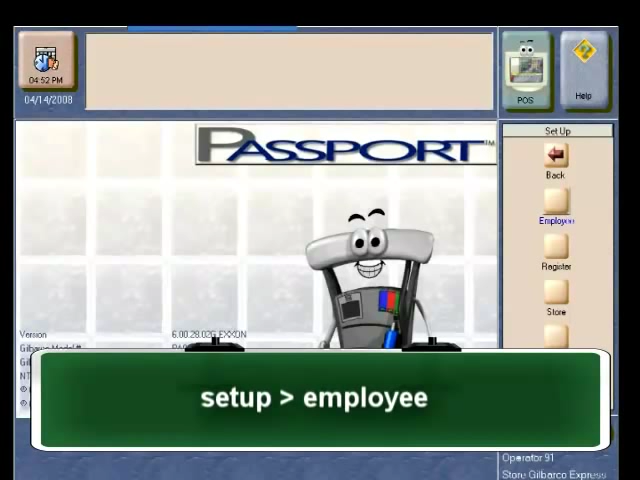 04:52 PM
04/14/2008
POS
Help
PASSPORT™
Set Up
Back
Employee
Register
Store
Version 6.00.28.02G EXXON
setup > employee
Operator 91
Store Gilbarco Express